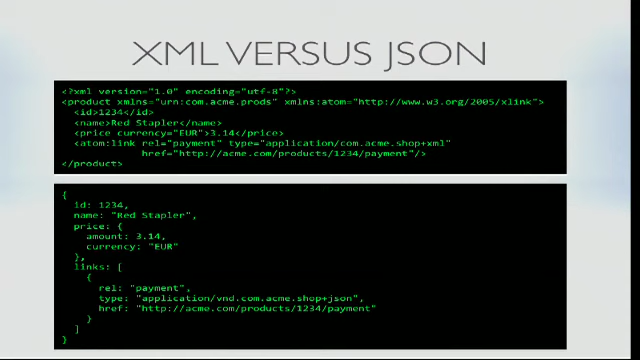 XML VERSUS JSON
<?xml version="1.0" encoding="utf-8"?>
<product xmlns="urn:com.acme.prods" xmlns:atom="http://www.w3.org/2005/xlink">
<id>1234</id>
<name>Red Stapler</name>
<price currency="EUR">3.14</price>
<atom:link rel="payment" type="application/com.acme.shop+xml"
href="http://acme.com/products/1234/payment"/>
</product>
{
id: 1234,
name: "Red Stapler",
price: {
amount: 3.14,
currency: "EUR"
},
links: [
{
rel: "payment",
type: "application/vnd.com.acme.shop+json",
href: "http://acme.com/products/1234/payment"
}
]
}